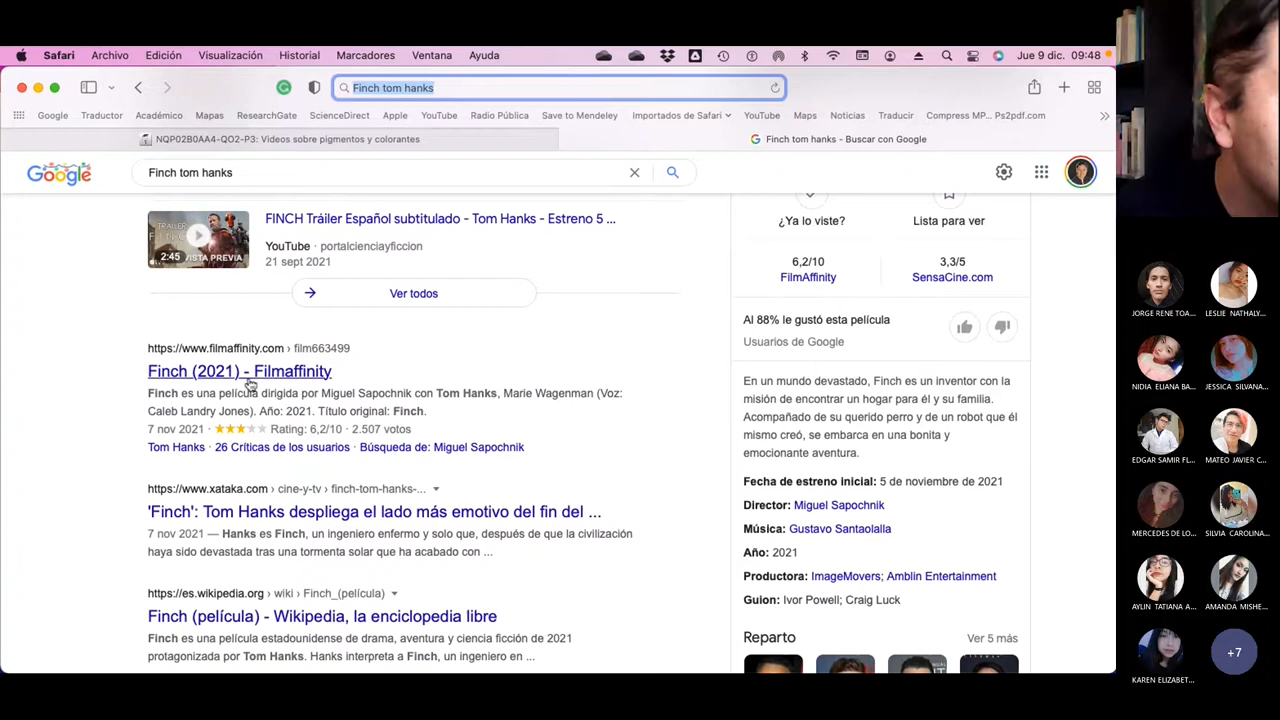 Safari Archivo Edición Visualización Historial Marcadores Ventana Ayuda Jue 9 dic. 09:48
Finch tom hanks
Google Traductor Académico Mapas ResearchGate ScienceDirect Apple YouTube Radio Pública Save to Mendeley Importados de Safari YouTube Maps Noticias Traducir Compress MP... Ps2pdf.com
NQP02B0AA4-QO2-P3: Videos sobre pigmentos y colorantes
Finch tom hanks - Buscar con Google
Google
Finch tom hanks
TRAILER
VISTA PREVIA
2:45
FINCH Tráiler Español subtitulado - Tom Hanks - Estreno 5 ...
YouTube · portalcienciayficcion
21 sept 2021
Ver todos
https://www.filmaffinity.com › film663499
Finch (2021) - Filmaffinity
Finch es una película dirigida por Miguel Sapochnik con Tom Hanks, Marie Wagenman (Voz:
Caleb Landry Jones). Año: 2021. Título original: Finch.
7 nov 2021 · Rating: 6,2/10 · 2.507 votos
Tom Hanks · 26 Críticas de los usuarios · Búsqueda de: Miguel Sapochnik
https://www.xataka.com › cine-y-tv › finch-tom-hanks-...
'Finch': Tom Hanks despliega el lado más emotivo del fin del ...
7 nov 2021 — Hanks es Finch, un ingeniero enfermo y solo que, después de que la civilización
haya sido devastada tras una tormenta solar que ha acabado con ...
https://es.wikipedia.org › wiki › Finch_(película)
Finch (película) - Wikipedia, la enciclopedia libre
Finch es una película estadounidense de drama, aventura y ciencia ficción de 2021
protagonizada por Tom Hanks. Hanks interpreta a Finch, un ingeniero en ...
¿Ya lo viste? Lista para ver
6,2/10 3,3/5
FilmAffinity SensaCine.com
Al 88% le gustó esta película
Usuarios de Google
En un mundo devastado, Finch es un inventor con la
misión de encontrar un hogar para él y su familia.
Acompañado de su querido perro y de un robot que él
mismo creó, se embarca en una bonita y
emocionante aventura.
Fecha de estreno inicial: 5 de noviembre de 2021
Director: Miguel Sapochnik
Música: Gustavo Santaolalla
Año: 2021
Productora: ImageMovers; Amblin Entertainment
Guion: Ivor Powell; Craig Luck
Reparto Ver 5 más
JORGE RENE TOA... LESLIE NATHALY...
NIDIA ELIANA BA... JESSICA SILVANA...
EDGAR SAMIR FL... MATEO JAVIER C...
MERCEDES DE LO... SILVIA CAROLINA...
AYLIN TATIANA A... AMANDA MISHE...
KAREN ELIZABET... +7